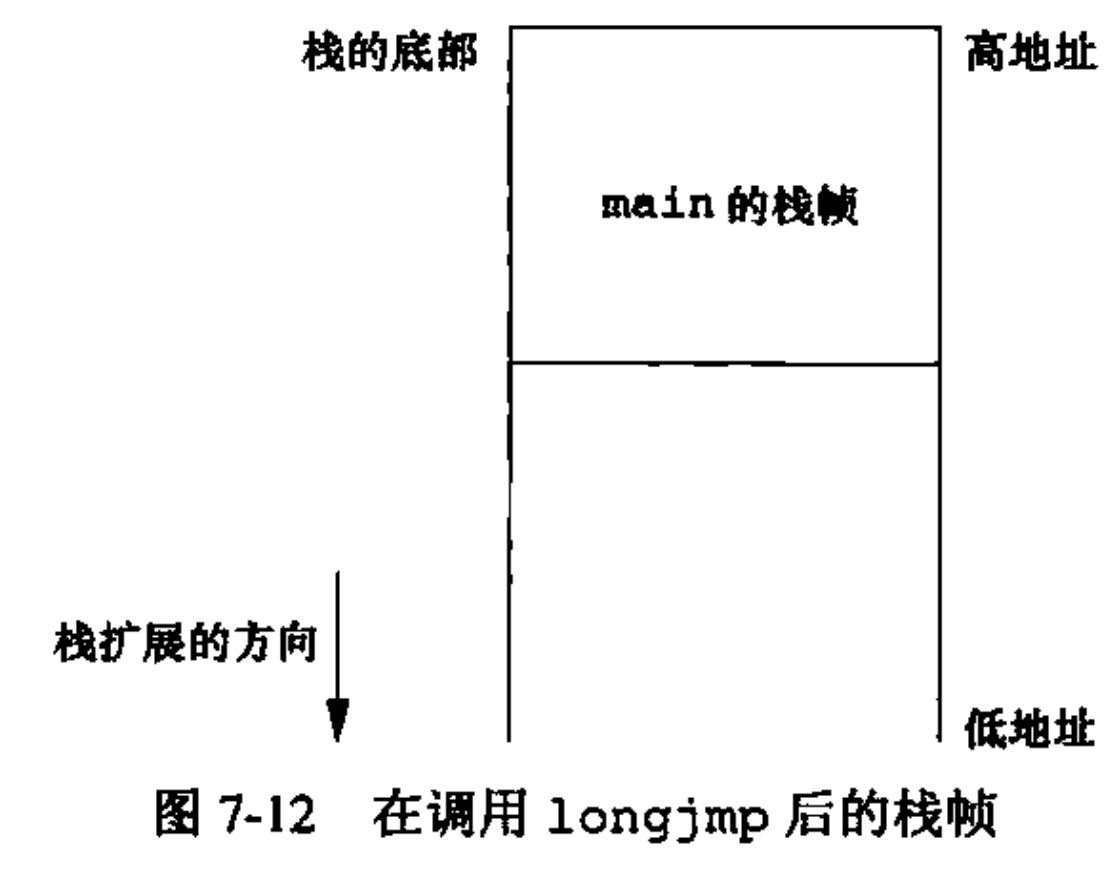 栈的底部
高地址
main 的栈帧
栈扩展的方向
低地址
图 7-12 在调用 longjmp 后的栈帧